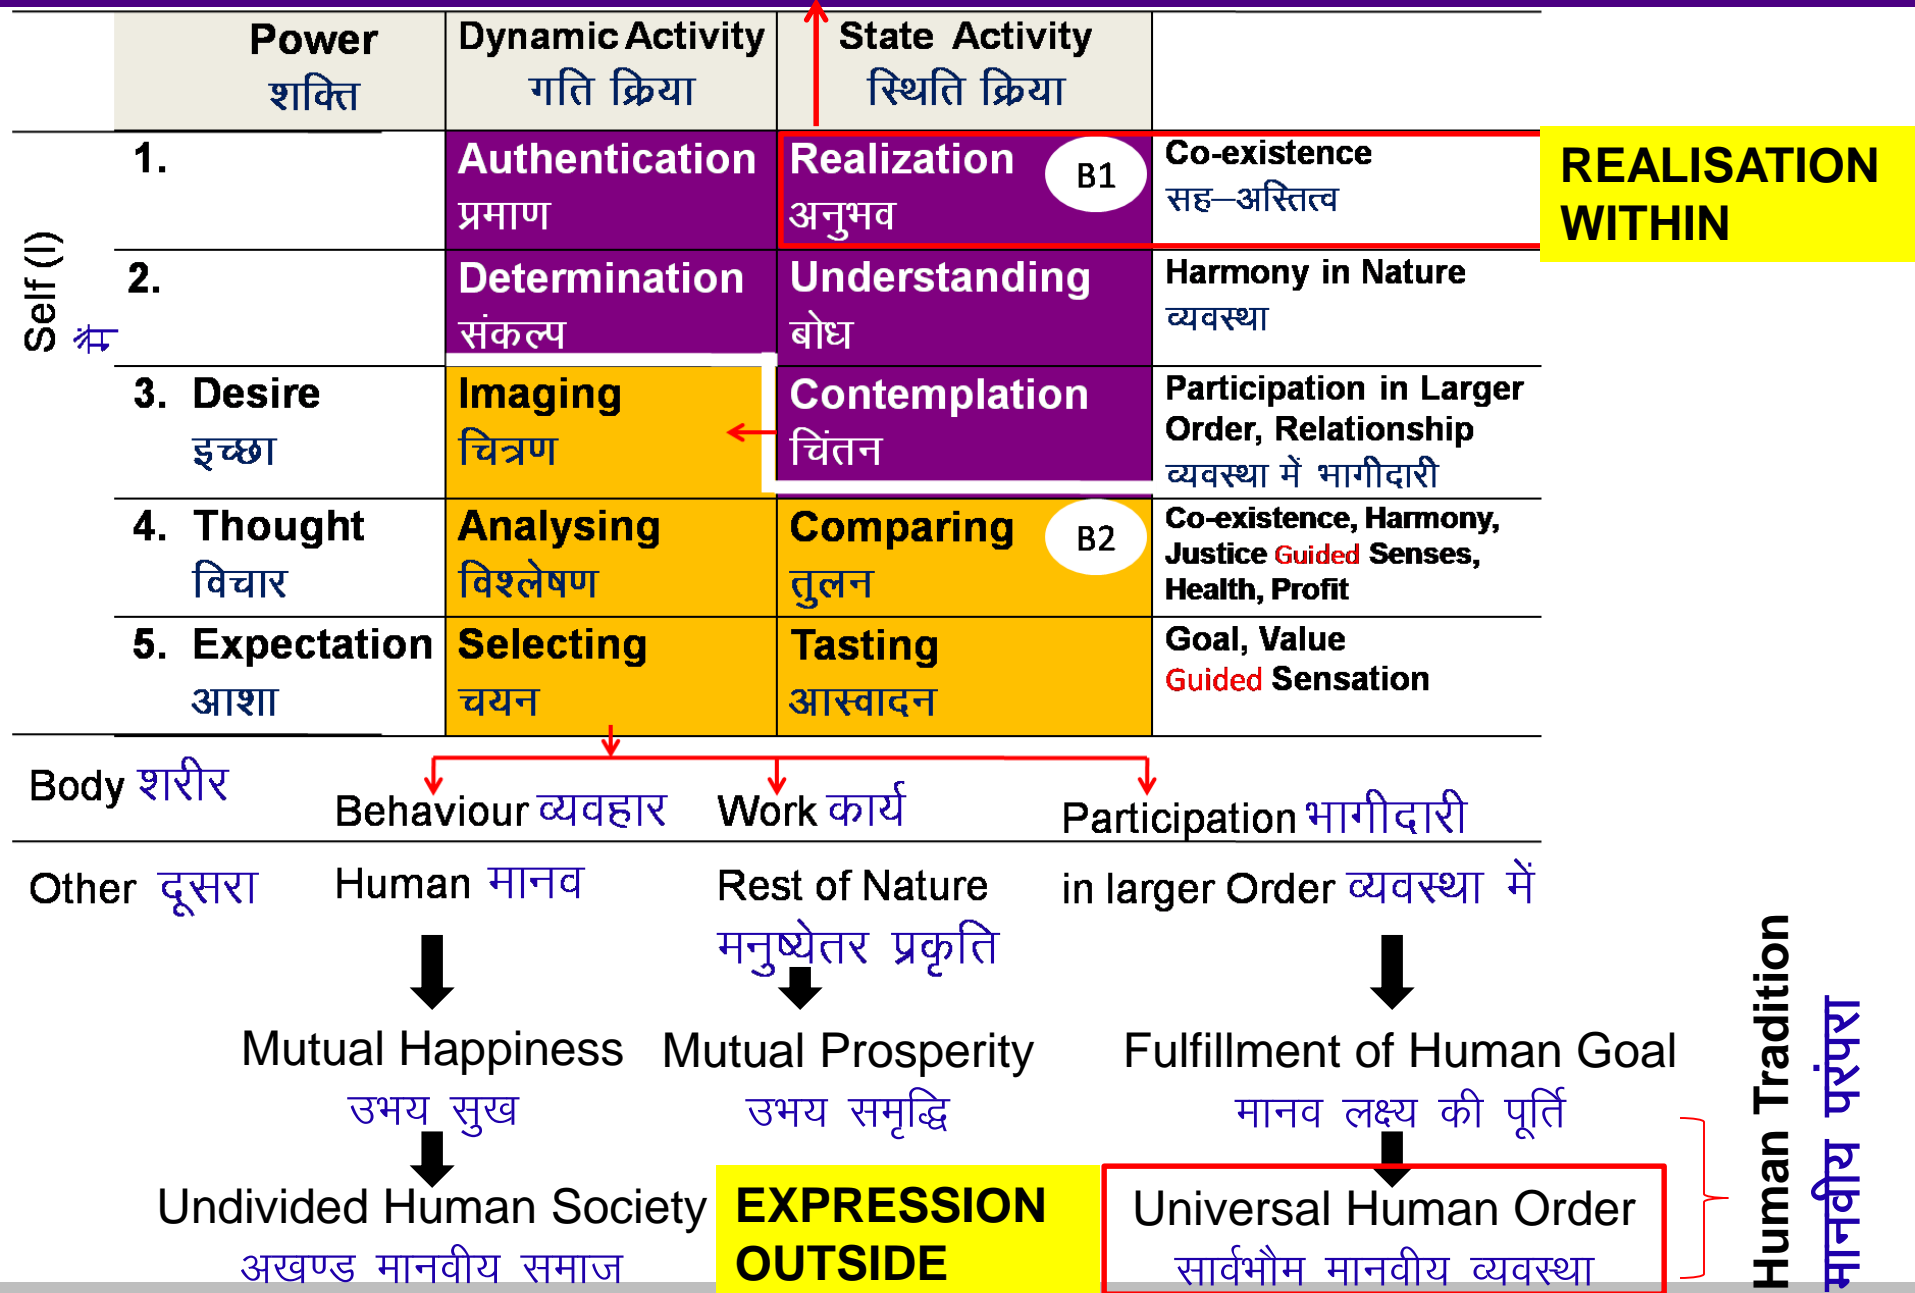 Power
शक्ति
Dynamic Activity
गति क्रिया
State Activity
स्थिति क्रिया
Self (I)
मैं
1.
Authentication
प्रमाण
Realization
अनुभव
B1
Co-existence
सह–अस्तित्व
REALISATION
WITHIN
2.
Determination
संकल्प
Understanding
बोध
Harmony in Nature
व्यवस्था
3. Desire
इच्छा
Imaging
चित्रण
Contemplation
चिंतन
Participation in Larger
Order, Relationship
व्यवस्था में भागीदारी
4. Thought
विचार
Analysing
विश्लेषण
Comparing
तुलन
B2
Co-existence, Harmony,
Justice Guided Senses,
Health, Profit
5. Expectation
आशा
Selecting
चयन
Tasting
आस्वादन
Goal, Value
Guided Sensation
Body शरीर
Behaviour व्यवहार
Work कार्य
Participation भागीदारी
Other दूसरा
Human मानव
Rest of Nature
मनुष्येतर प्रकृति
in larger Order व्यवस्था में
Mutual Happiness
उभय सुख
Mutual Prosperity
उभय समृद्धि
Fulfillment of Human Goal
मानव लक्ष्य की पूर्ति
Undivided Human Society
अखण्ड मानवीय समाज
EXPRESSION
OUTSIDE
Universal Human Order
सार्वभौम मानवीय व्यवस्था
Human Tradition
मानवीय परंपरा